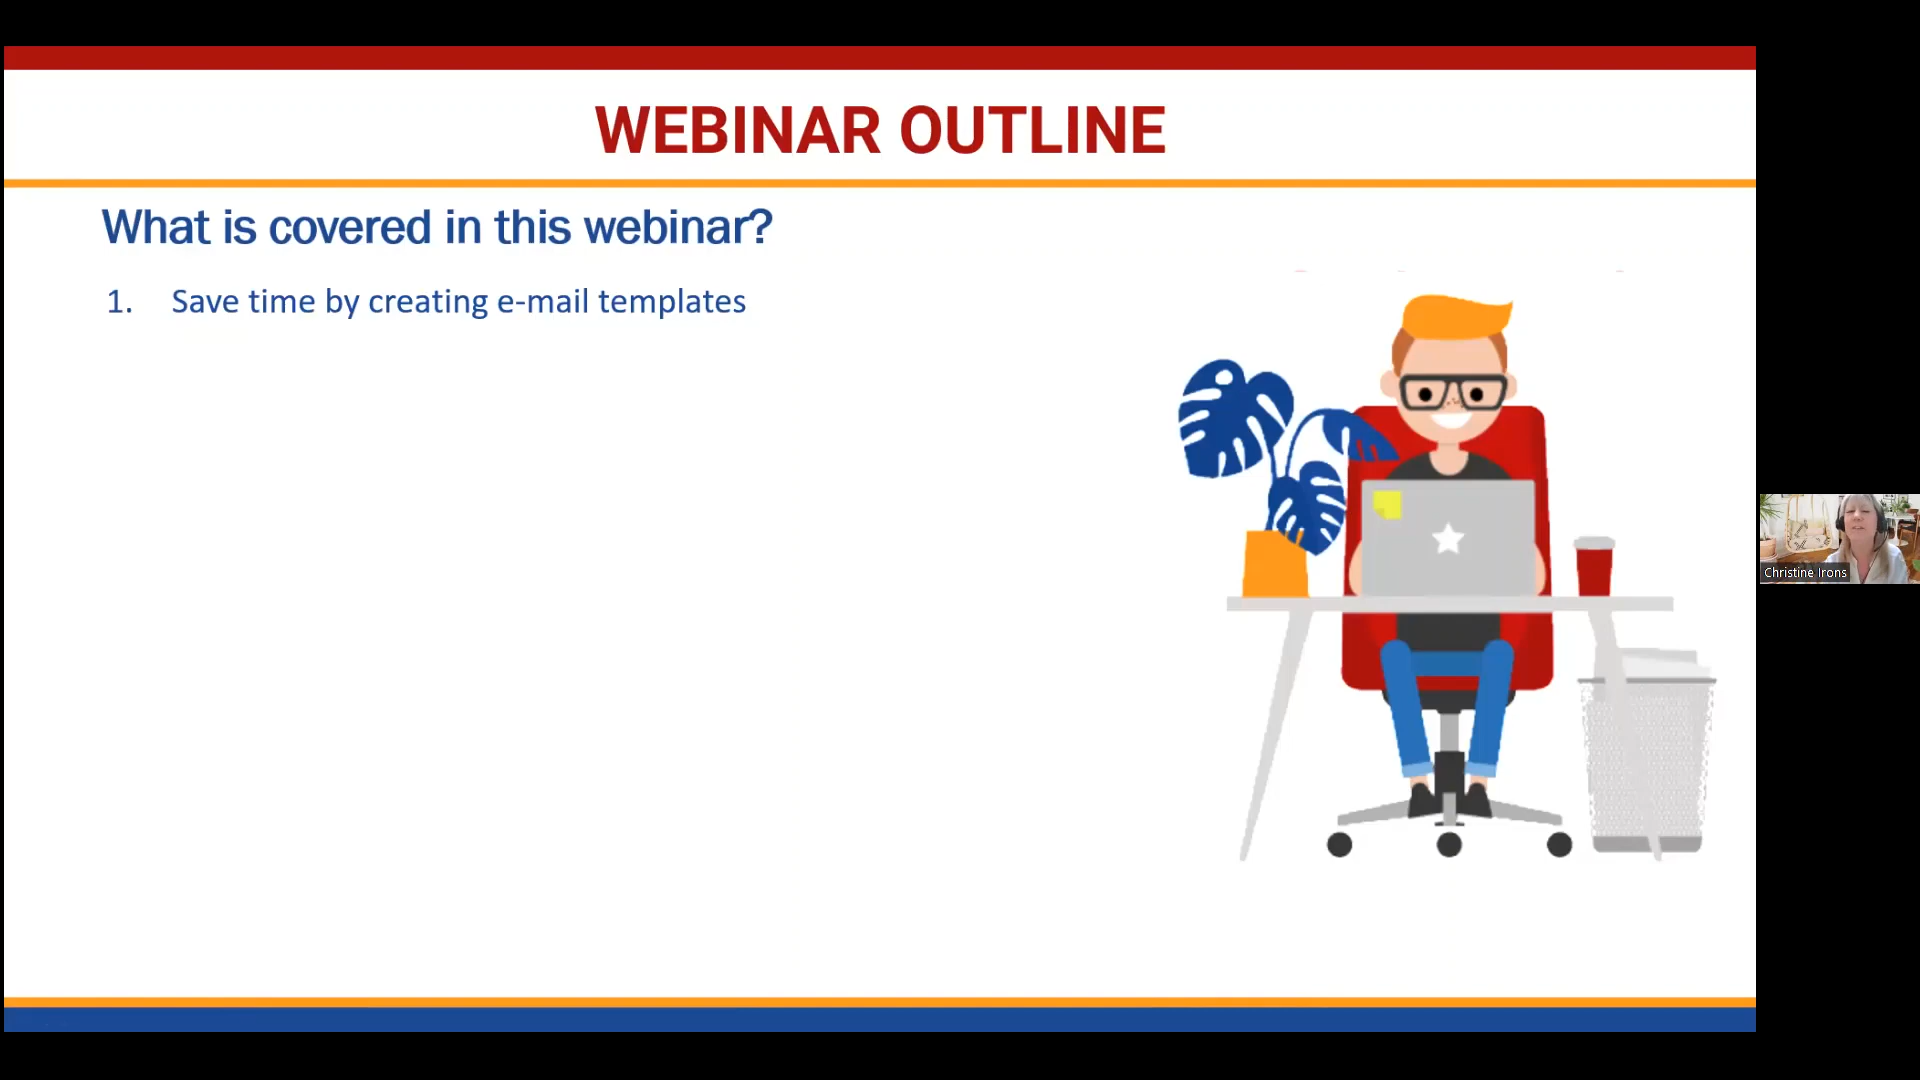 WEBINAR OUTLINE
What is covered in this webinar?
1. Save time by creating e-mail templates
Christine Irons